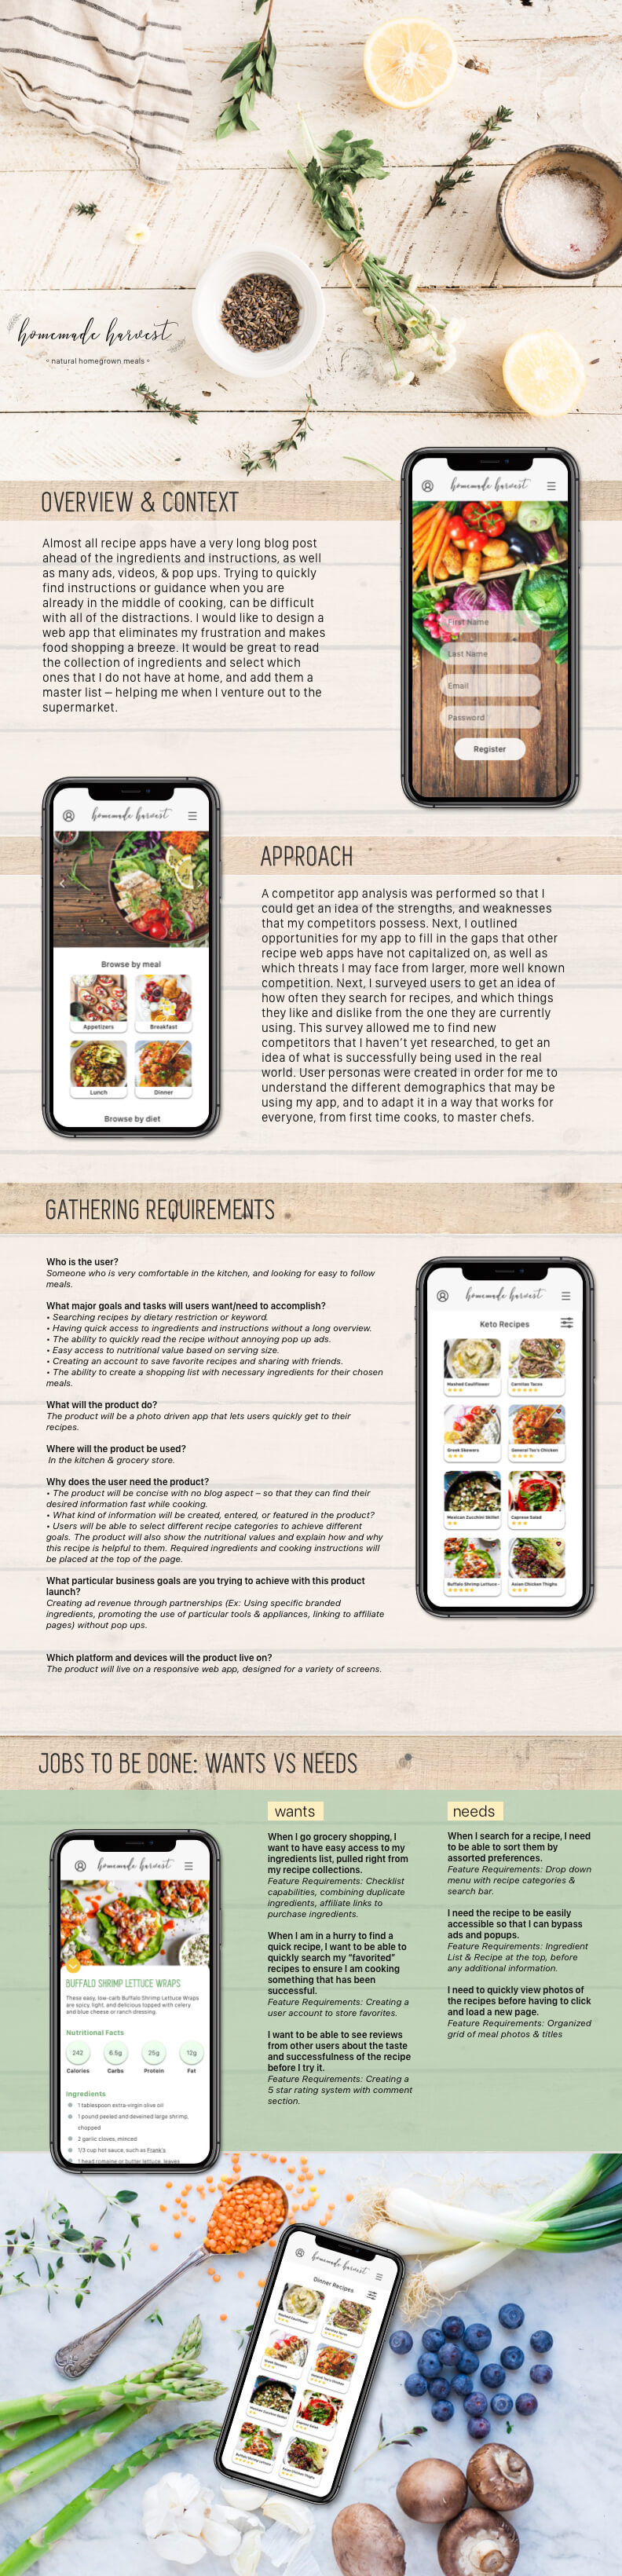 homemade harvest
natural homegrown meals
OVERVIEW & CONTEXT
Almost all recipe apps have a very long blog post
ahead of the ingredients and instructions, as well
as many ads, videos, & pop ups. Trying to quickly
find instructions or guidance when you are
already in the middle of cooking, can be difficult
with all of the distractions. I would like to design a
web app that eliminates my frustration and makes
food shopping a breeze. It would be great to read
the collection of ingredients and select which
ones that I do not have at home, and add them a
master list – helping me when I venture out to the
supermarket.
homemade harvest
First Name
Last Name
Email
Password
Register
homemade harvest
Browse by meal
Appetizers
Breakfast
Lunch
Dinner
Browse by diet
APPROACH
A competitor app analysis was performed so that I
could get an idea of the strengths, and weaknesses
that my competitors possess. Next, I outlined
opportunities for my app to fill in the gaps that other
recipe web apps have not capitalized on, as well as
which threats I may face from larger, more well known
competition. Next, I surveyed users to get an idea of
how often they search for recipes, and which things
they like and dislike from the one they are currently
using. This survey allowed me to find new
competitors that I haven't yet researched, to get an
idea of what is successfully being used in the real
world. User personas were created in order for me to
understand the different demographics that may be
using my app, and to adapt it in a way that works for
everyone, from first time cooks, to master chefs.
GATHERING REQUIREMENTS
Who is the user?
Someone who is very comfortable in the kitchen, and looking for easy to follow
meals.
What major goals and tasks will users want/need to accomplish?
• Searching recipes by dietary restriction or keyword.
• Having quick access to ingredients and instructions without a long overview.
• The ability to quickly read the recipe without annoying pop up ads.
• Easy access to nutritional value based on serving size.
• Creating an account to save favorite recipes and sharing with friends.
• The ability to create a shopping list with necessary ingredients for their chosen
meals.
What will the product do?
The product will be a photo driven app that lets users quickly get to their
recipes.
Where will the product be used?
In the kitchen & grocery store.
Why does the user need the product?
• The product will be concise with no blog aspect – so that they can find their
desired information fast while cooking.
• What kind of information will be created, entered, or featured in the product?
• Users will be able to select different recipe categories to achieve different
goals. The product will also show the nutritional values and explain how and why
this recipe is helpful to them. Required ingredients and cooking instructions will
be placed at the top of the page.
What particular business goals are you trying to achieve with this product
launch?
Creating ad revenue through partnerships (Ex: Using specific branded
ingredients, promoting the use of particular tools & appliances, linking to affiliate
pages) without pop ups.
Which platform and devices will the product live on?
The product will live on a responsive web app, designed for a variety of screens.
homemade harvest
Keto Recipes
Mashed Cauliflower
Carnitas Tacos
Greek Skewers
General Tso's Chicken
Mexican Zucchini Skillet
Caprese Salad
Buffalo Shrimp Lettuce
Asian Chicken Thighs
JOBS TO BE DONE: WANTS VS NEEDS
homemade harvest
BUFFALO SHRIMP LETTUCE WRAPS
These easy, low-carb Buffalo Shrimp Lettuce Wraps
are spicy, light, and delicious topped with celery
and blue cheese or ranch dressing.
Nutritional Facts
242
6.5g
25g
12g
Calories
Carbs
Protein
Fat
Ingredients
1 tablespoon extra-virgin olive oil
1 pound peeled and deveined large shrimp,
chopped
2 garlic cloves, minced
1/3 cup hot sauce, such as Frank's
1 head romaine or butter lettuce, leaves
wants
When I go grocery shopping, I
want to have easy access to my
ingredients list, pulled right from
my recipe collections.
Feature Requirements: Checklist
capabilities, combining duplicate
ingredients, affiliate links to
purchase ingredients.
When I am in a hurry to find a
quick recipe, I want to be able to
quickly search my "favorited"
recipes to ensure I am cooking
something that has been
successful.
Feature Requirements: Creating a
user account to store favorites.
I want to be able to see reviews
from other users about the taste
and successfulness of the recipe
before I try it.
Feature Requirements: Creating a
5 star rating system with comment
section.
needs
When I search for a recipe, I need
to be able to sort them by
assorted preferences.
Feature Requirements: Drop down
menu with recipe categories &
search bar.
I need the recipe to be easily
accessible so that I can bypass
ads and popups.
Feature Requirements: Ingredient
List & Recipe at the top, before
any additional information.
I need to quickly view photos of
the recipes before having to click
and load a new page.
Feature Requirements: Organized
grid of meal photos & titles
homemade harvest
Dinner Recipes
Mashed Cauliflower
Carnitas Tacos
Greek Skewers
General Tso's Chicken
Mexican Zucchini Skillet
Caprese Salad
Buffalo Shrimp Lettuce
Asian Chicken Thighs